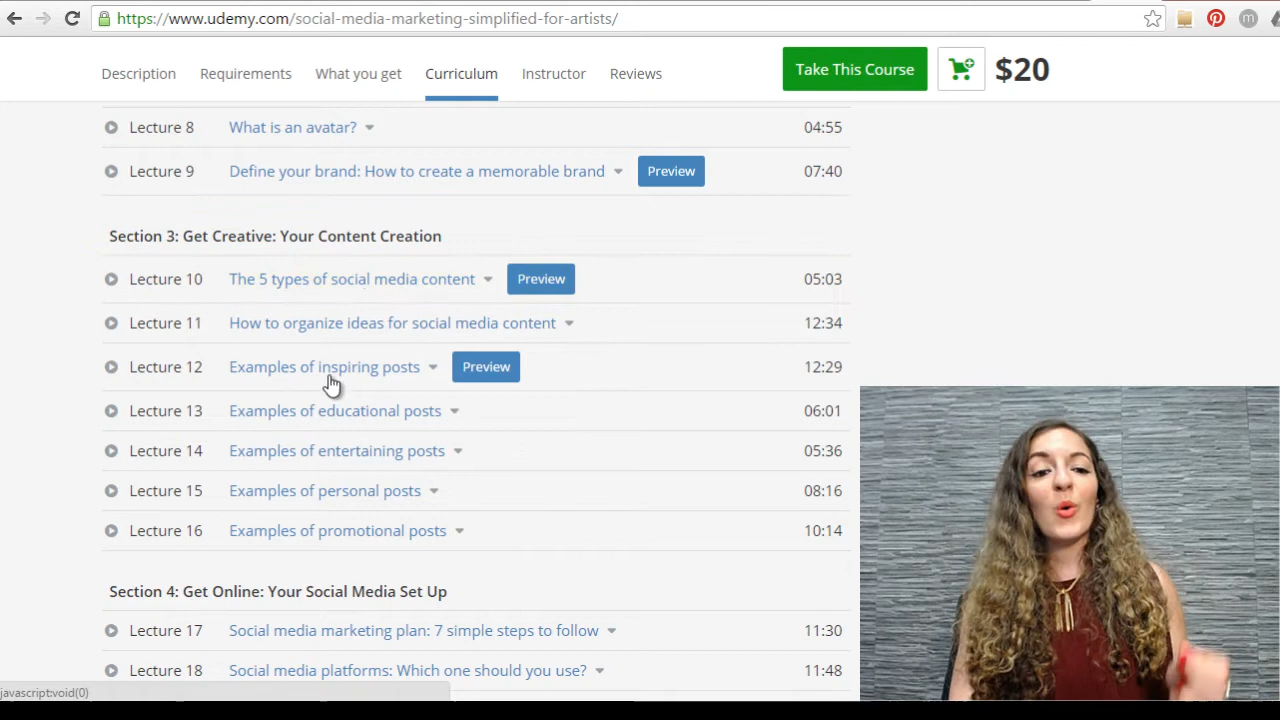 https://www.udemy.com/social-media-marketing-simplified-for-artists/
m
Description Requirements What you get Curriculum Instructor Reviews Take This Course $20
Lecture 8 What is an avatar? 04:55
Lecture 9 Define your brand: How to create a memorable brand Preview 07:40
Section 3: Get Creative: Your Content Creation
Lecture 10 The 5 types of social media content Preview 05:03
Lecture 11 How to organize ideas for social media content 12:34
Lecture 12 Examples of inspiring posts Preview 12:29
Lecture 13 Examples of educational posts 06:01
Lecture 14 Examples of entertaining posts 05:36
Lecture 15 Examples of personal posts 08:16
Lecture 16 Examples of promotional posts 10:14
Section 4: Get Online: Your Social Media Set Up
Lecture 17 Social media marketing plan: 7 simple steps to follow 11:30
Lecture 18 Social media platforms: Which one should you use? 11:48
javascript:void(0)